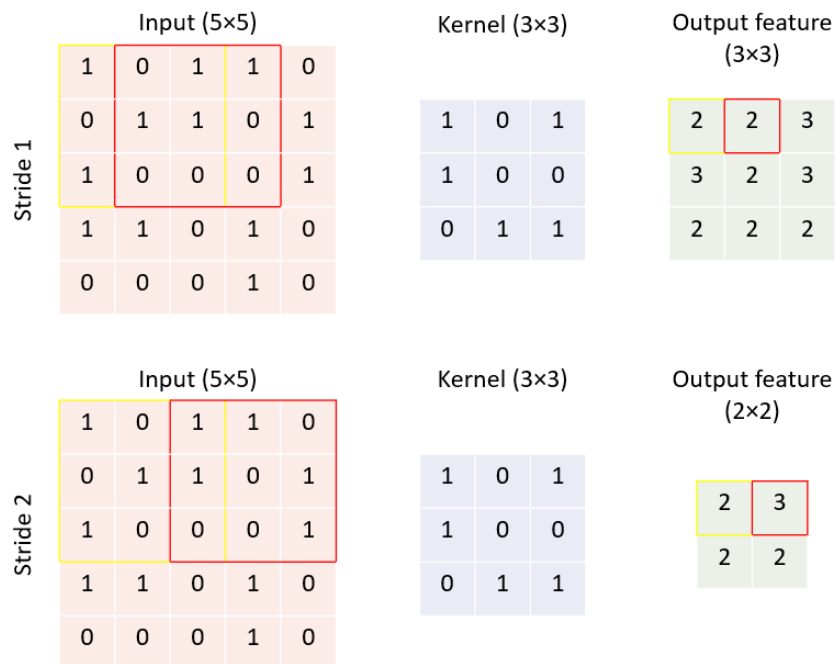 Input (5×5)
Kernel (3×3)
Output feature
(3×3)
Stride 1
1 0 1 1 0
0 1 1 0 1
1 0 0 0 1
1 1 0 1 0
0 0 0 1 0
1 0 1
1 0 0
0 1 1
2 2 3
3 2 3
2 2 2
Input (5×5)
Kernel (3×3)
Output feature
(2×2)
Stride 2
1 0 1 1 0
0 1 1 0 1
1 0 0 0 1
1 1 0 1 0
0 0 0 1 0
1 0 1
1 0 0
0 1 1
2 3
2 2